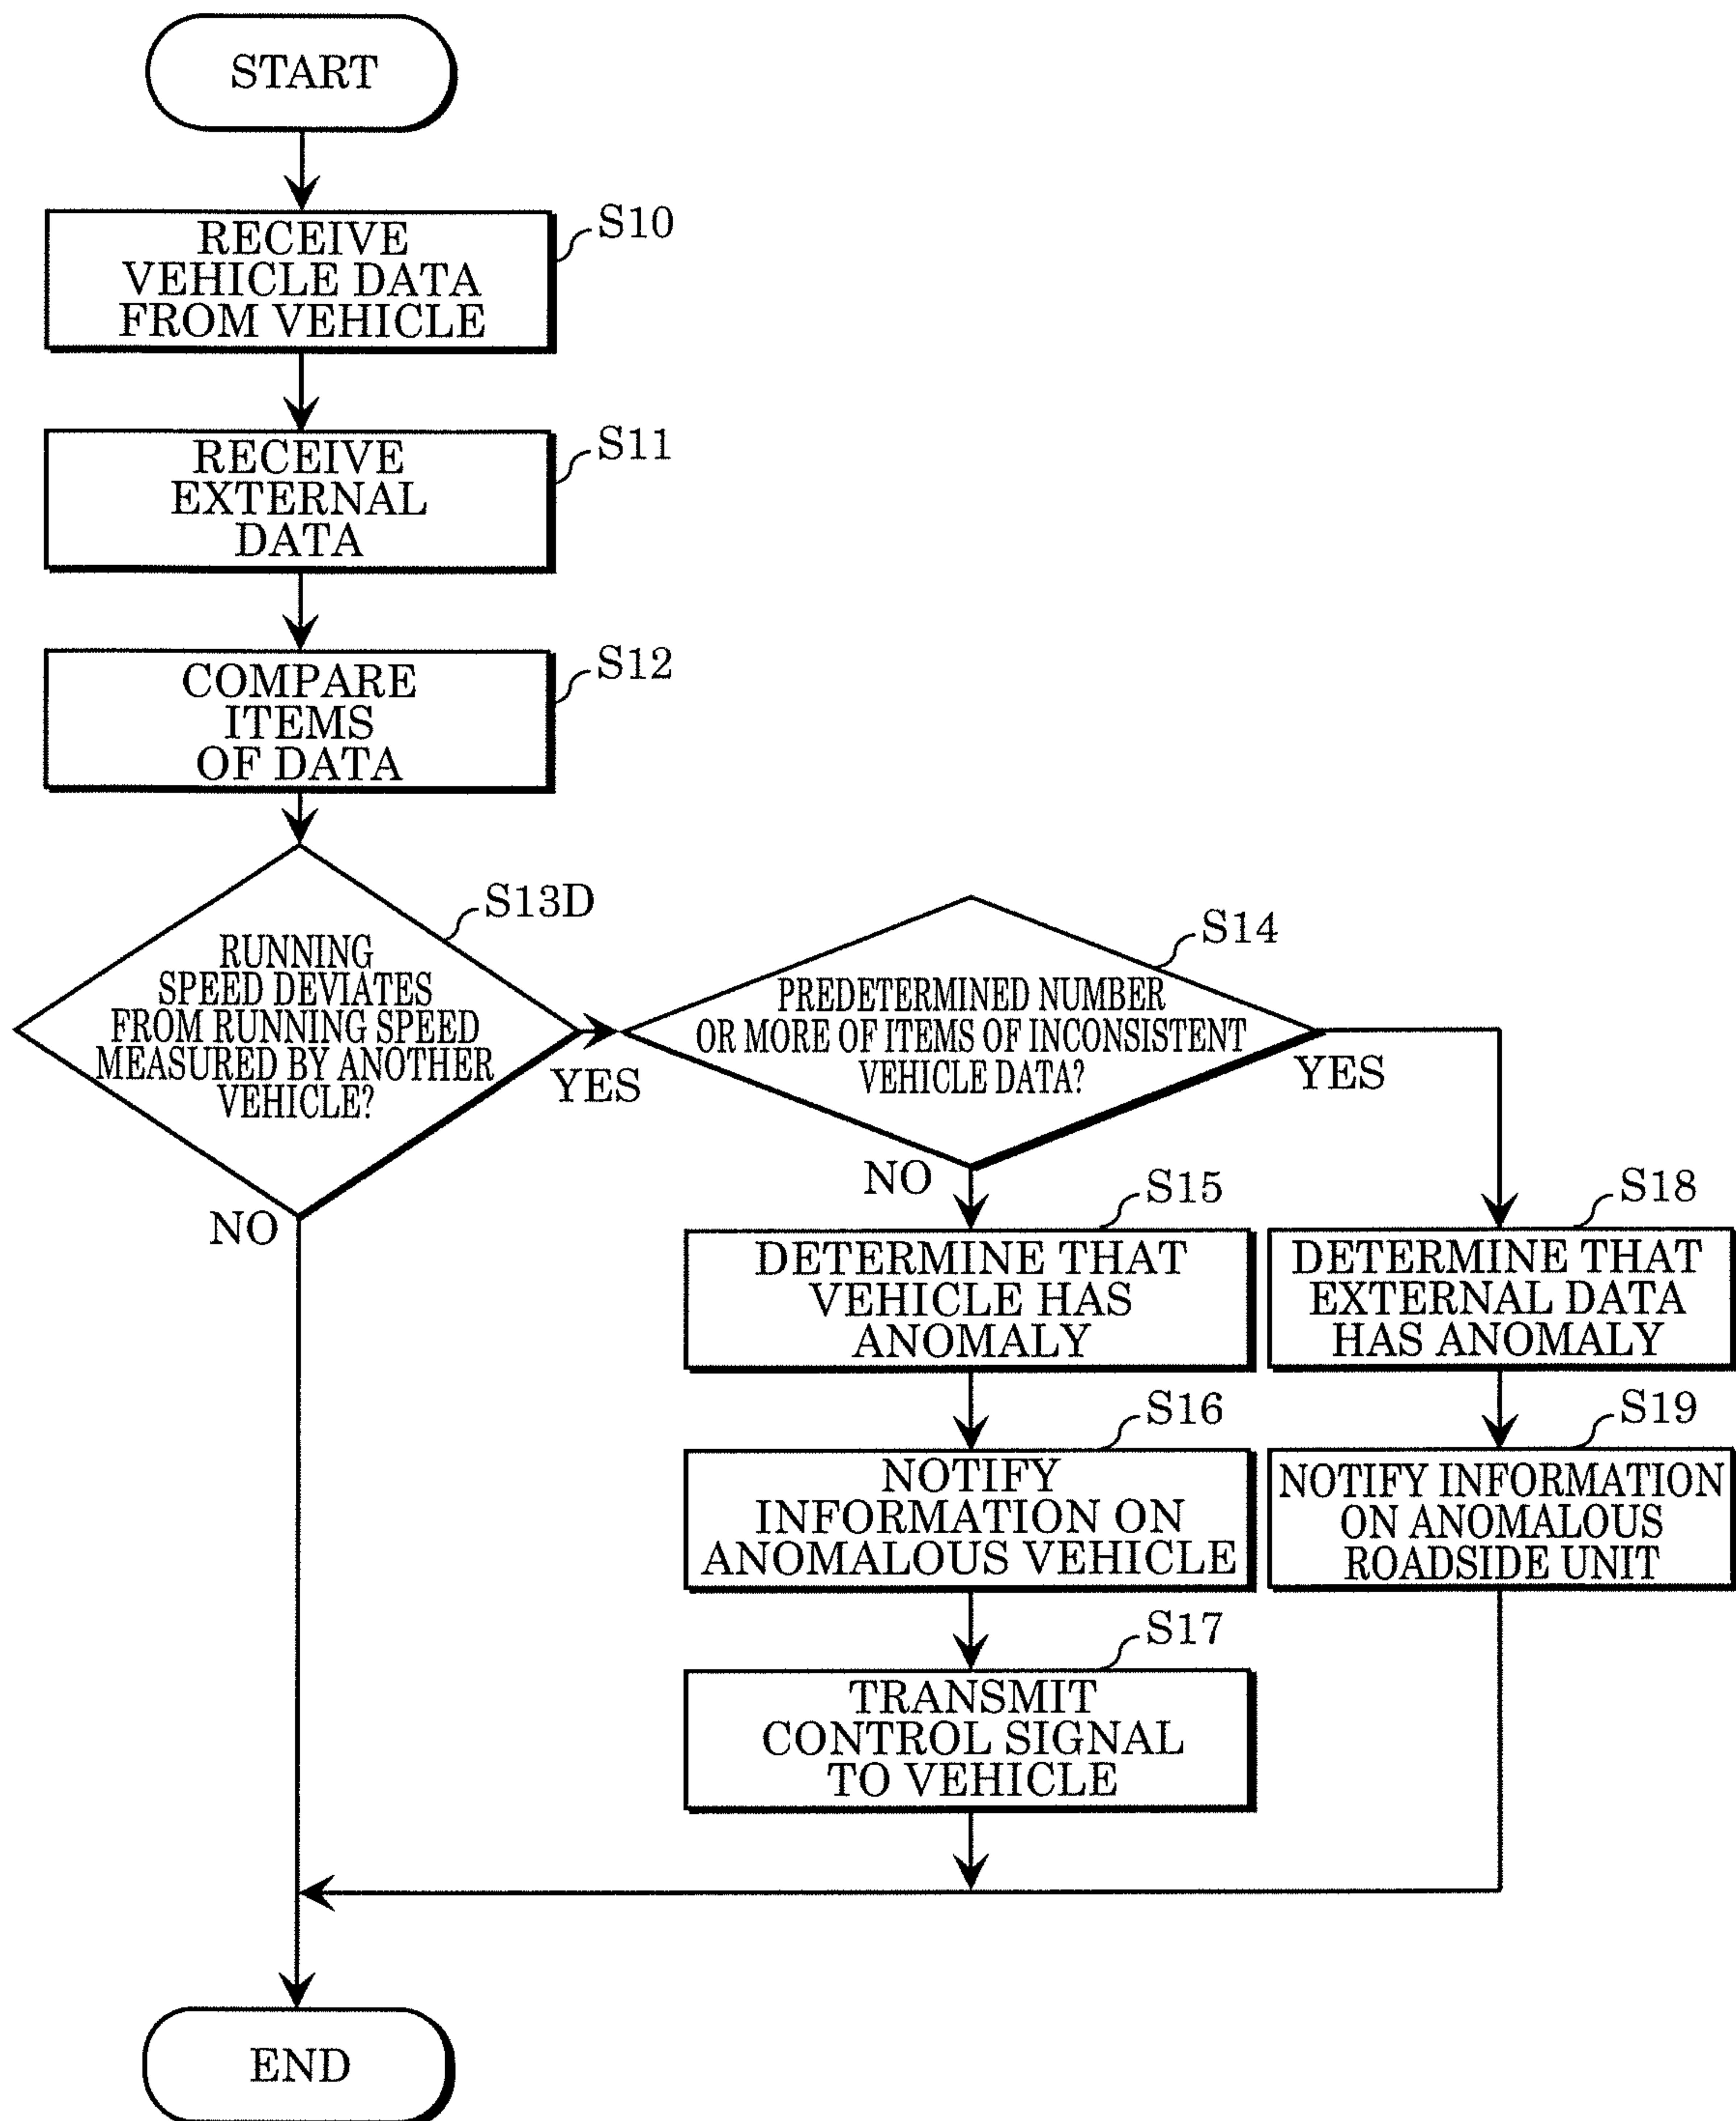 START
RECEIVE
VEHICLE DATA
FROM VEHICLE
S10
RECEIVE
EXTERNAL
DATA
S11
COMPARE
ITEMS
OF DATA
S12
RUNNING
SPEED DEVIATES
FROM RUNNING SPEED
MEASURED BY ANOTHER
VEHICLE?
S13D
YES
NO
PREDETERMINED NUMBER
OR MORE OF ITEMS OF INCONSISTENT
VEHICLE DATA?
S14
YES
NO
DETERMINE THAT
VEHICLE HAS
ANOMALY
S15
NOTIFY
INFORMATION ON
ANOMALOUS VEHICLE
S16
TRANSMIT
CONTROL SIGNAL
TO VEHICLE
S17
DETERMINE THAT
EXTERNAL DATA
HAS ANOMALY
S18
NOTIFY INFORMATION
ON ANOMALOUS
ROADSIDE UNIT
S19
END